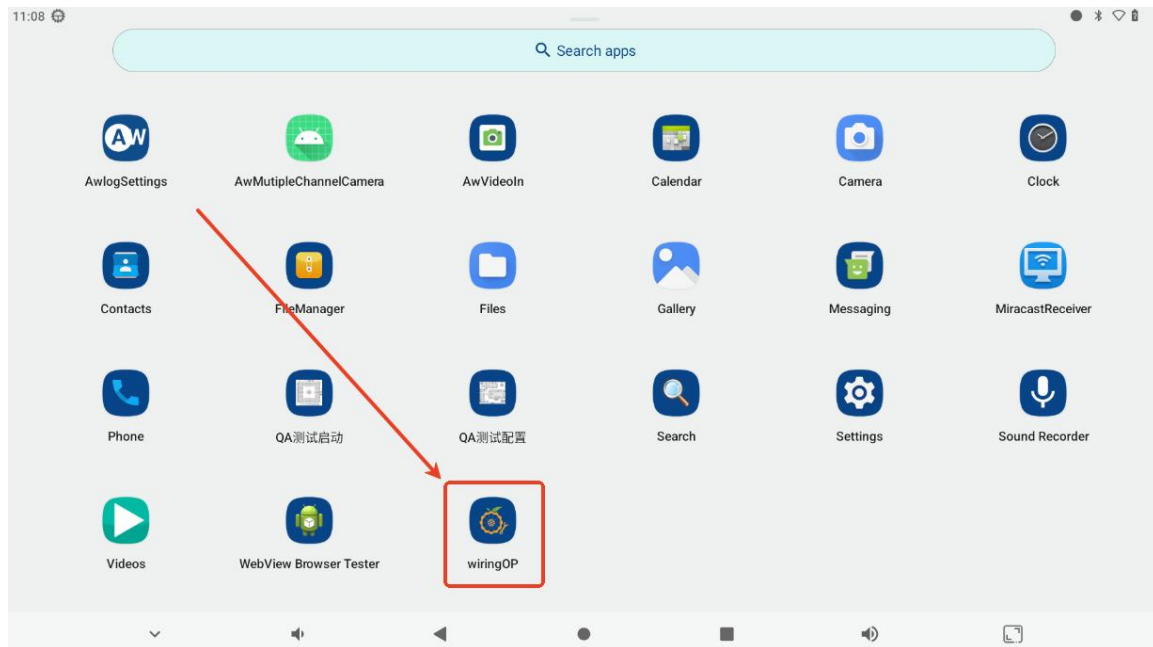 11:08
Search apps
AW
AwlogSettings
AwMutipleChannelCamera
AwVideoIn
Calendar
Camera
Clock
Contacts
FileManager
Files
Gallery
Messaging
MiracastReceiver
Phone
QA测试启动
QA测试配置
Search
Settings
Sound Recorder
Videos
WebView Browser Tester
wiringOP